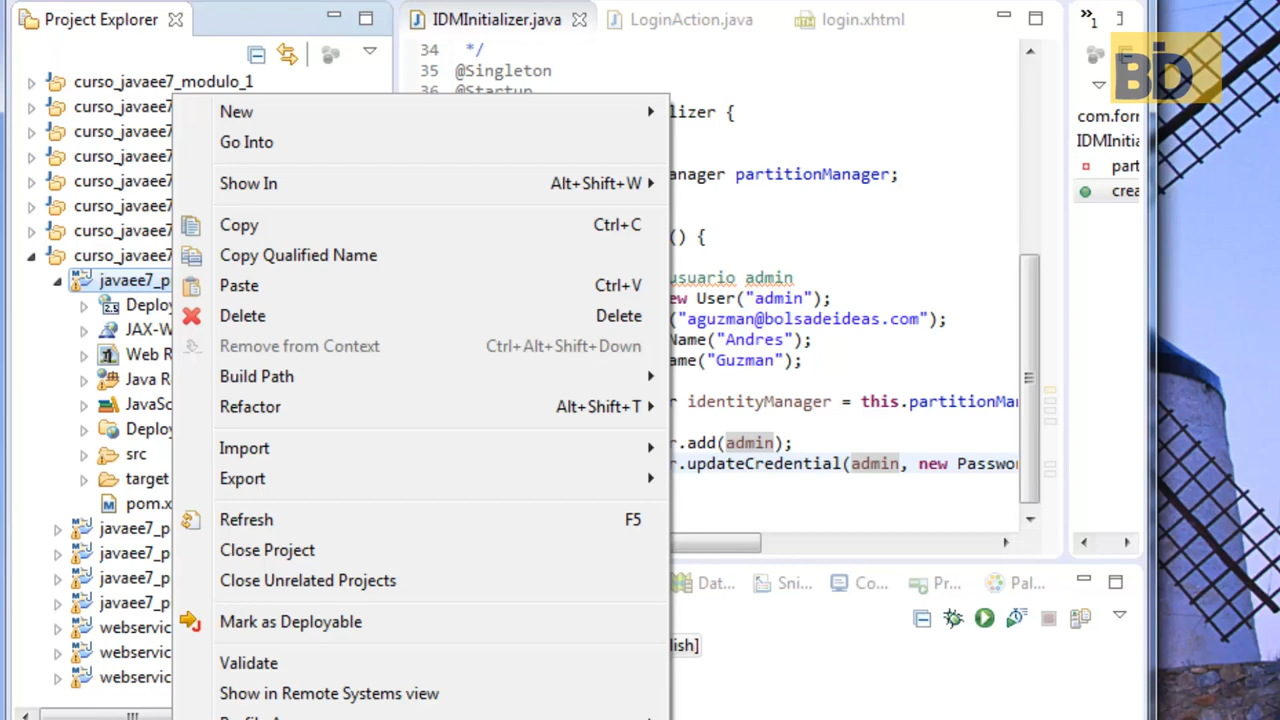 Project Explorer
IDMInitializer.java
LoginAction.java
login.xhtml
1
BD
curso_javaee7_modulo_1
curso_javaee7
curso_javaee7
curso_javaee7
curso_javaee7
curso_javaee7
curso_javaee7
curso_javaee7
javaee7_p
Deploy
JAX-W
Web R
Java R
JavaSc
Deploy
src
target
pom.x
javaee7_p
javaee7_p
javaee7_p
javaee7_p
webservic
webservic
webservic
New
Go Into
Show In Alt+Shift+W
Copy Ctrl+C
Copy Qualified Name
Paste Ctrl+V
Delete Delete
Remove from Context Ctrl+Alt+Shift+Down
Build Path
Refactor Alt+Shift+T
Import
Export
Refresh F5
Close Project
Close Unrelated Projects
Mark as Deployable
Validate
Show in Remote Systems view
34 */
35 @Singleton
36 @Startup
lizer {
anager partitionManager;
() {
usuario admin
ew User("admin");
("aguzman@bolsadeideas.com");
Name("Andres");
ame("Guzman");
r identityManager = this.partitionMan
r.add(admin);
r.updateCredential(admin, new Passwor
com.forr
IDMInitia
part
crea
Dat...
Sni...
Co...
Pr...
Pal...
lish]